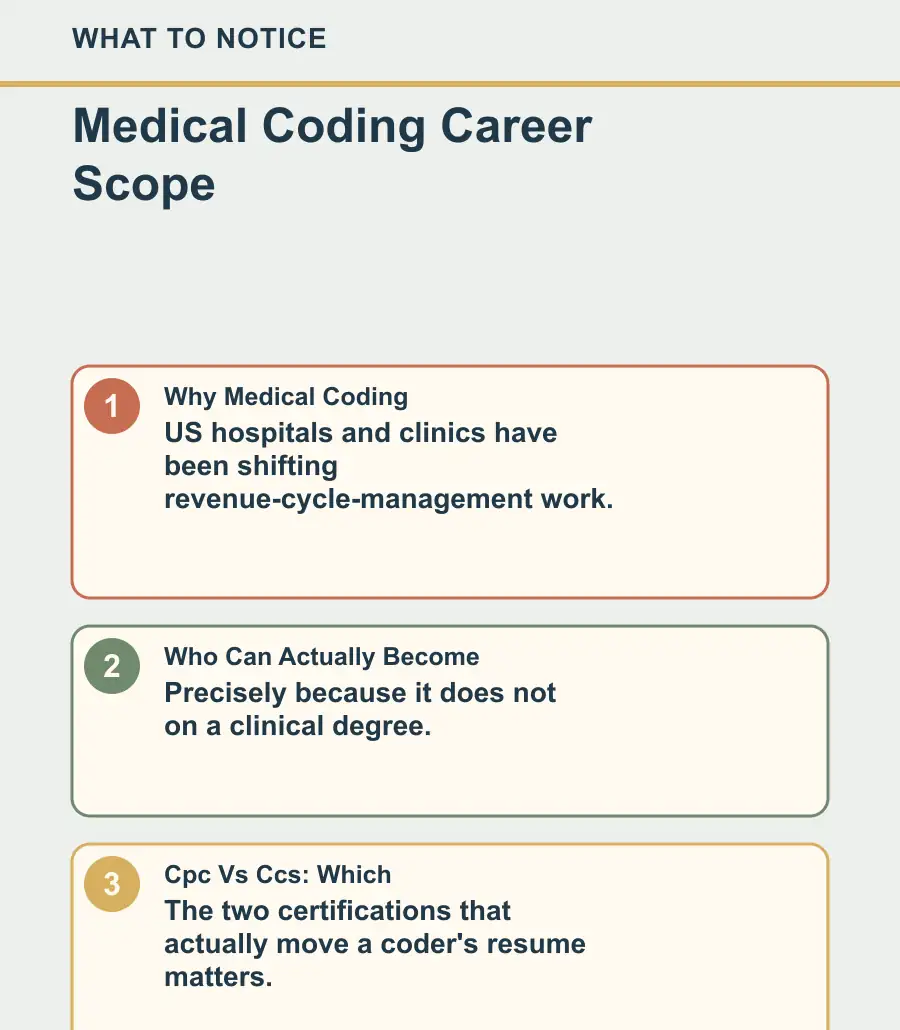 WHAT TO NOTICE
Medical Coding Career
Scope
1
Why Medical Coding
US hospitals and clinics have
been shifting
revenue-cycle-management work.
2
Who Can Actually Become
Precisely because it does not
on a clinical degree.
3
Cpc Vs Ccs: Which
The two certifications that
actually move a coder's resume
matters.